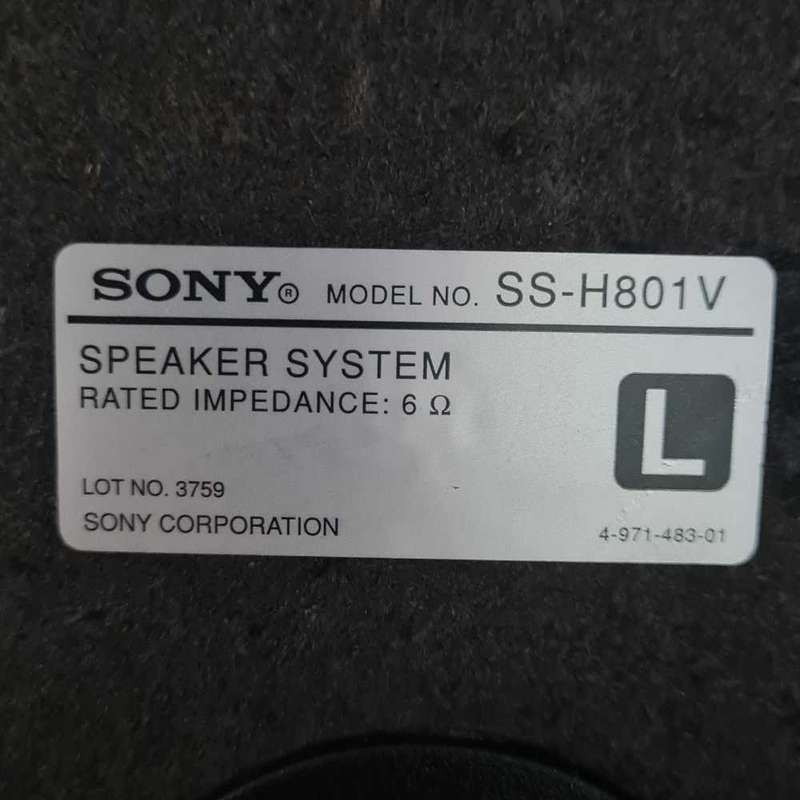 SONY® MODEL NO. SS-H801V
SPEAKER SYSTEM
RATED IMPEDANCE: 6 Ω
L
LOT NO. 3759
SONY CORPORATION
4-971-483-01